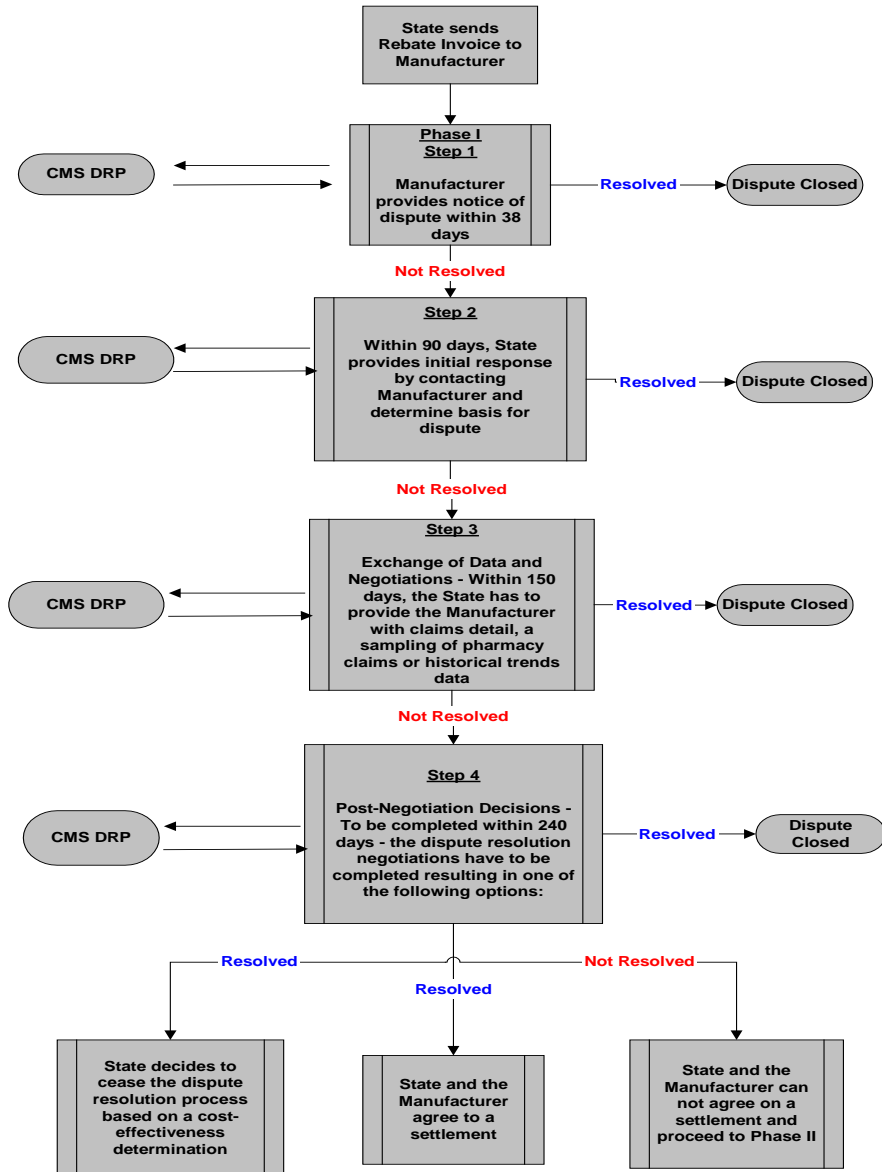 State sends
Rebate Invoice to
Manufacturer
Phase I
Step 1
Manufacturer
provides notice of
dispute within 38
days
CMS DRP
Resolved
Dispute Closed
Not Resolved
Step 2
Within 90 days, State
provides initial response
by contacting
Manufacturer and
determine basis for
dispute
CMS DRP
Resolved
Dispute Closed
Not Resolved
Step 3
Exchange of Data and
Negotiations - Within 150
days, the State has to
provide the Manufacturer
with claims detail, a
sampling of pharmacy
claims or historical trends
data
CMS DRP
Resolved
Dispute Closed
Not Resolved
Step 4
Post-Negotiation Decisions -
To be completed within 240
days - the dispute resolution
negotiations have to be
completed resulting in one of
the following options:
CMS DRP
Resolved
Dispute
Closed
Resolved
Resolved
Not Resolved
State decides to
cease the dispute
resolution process
based on a cost-
effectiveness
determination
State and the
Manufacturer
agree to a
settlement
State and the
Manufacturer can
not agree on a
settlement and
proceed to Phase II